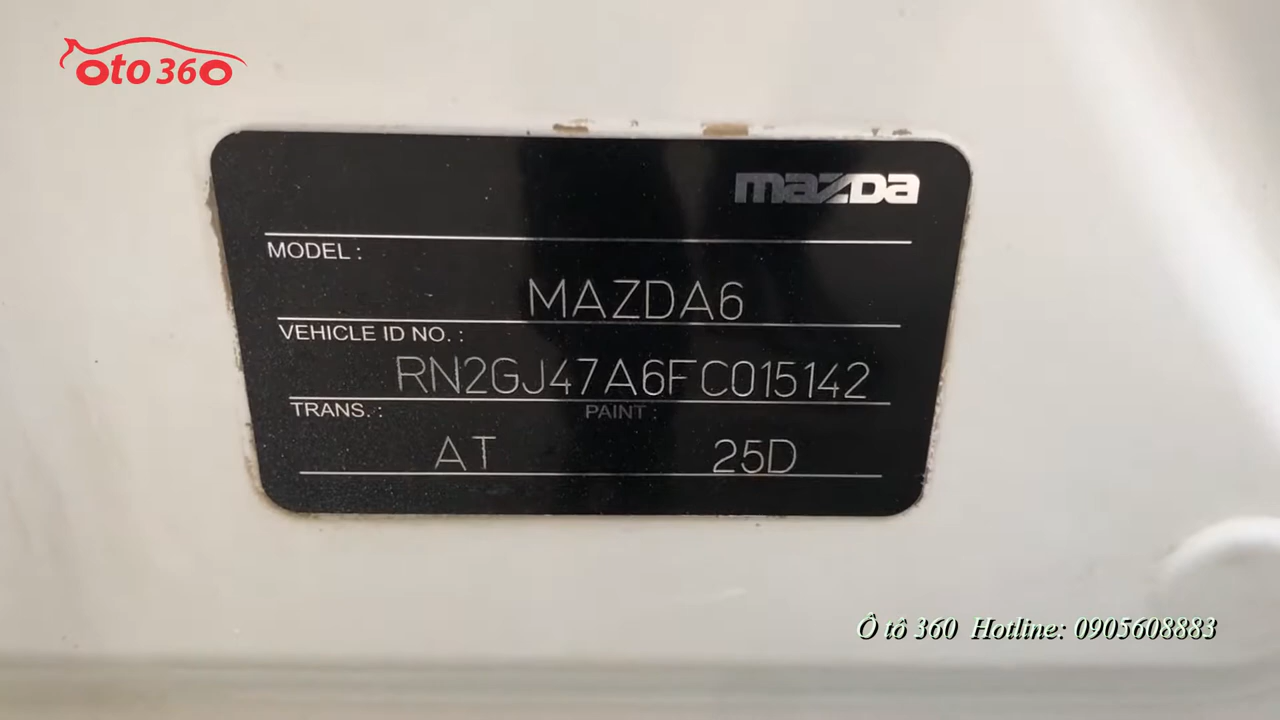 oto 360
mazda
MODEL :
MAZDA6
VEHICLE ID NO. :
RN2GJ47A6FC015142
TRANS. : PAINT :
AT 25D
Ô tô 360 Hotline: 0905608883